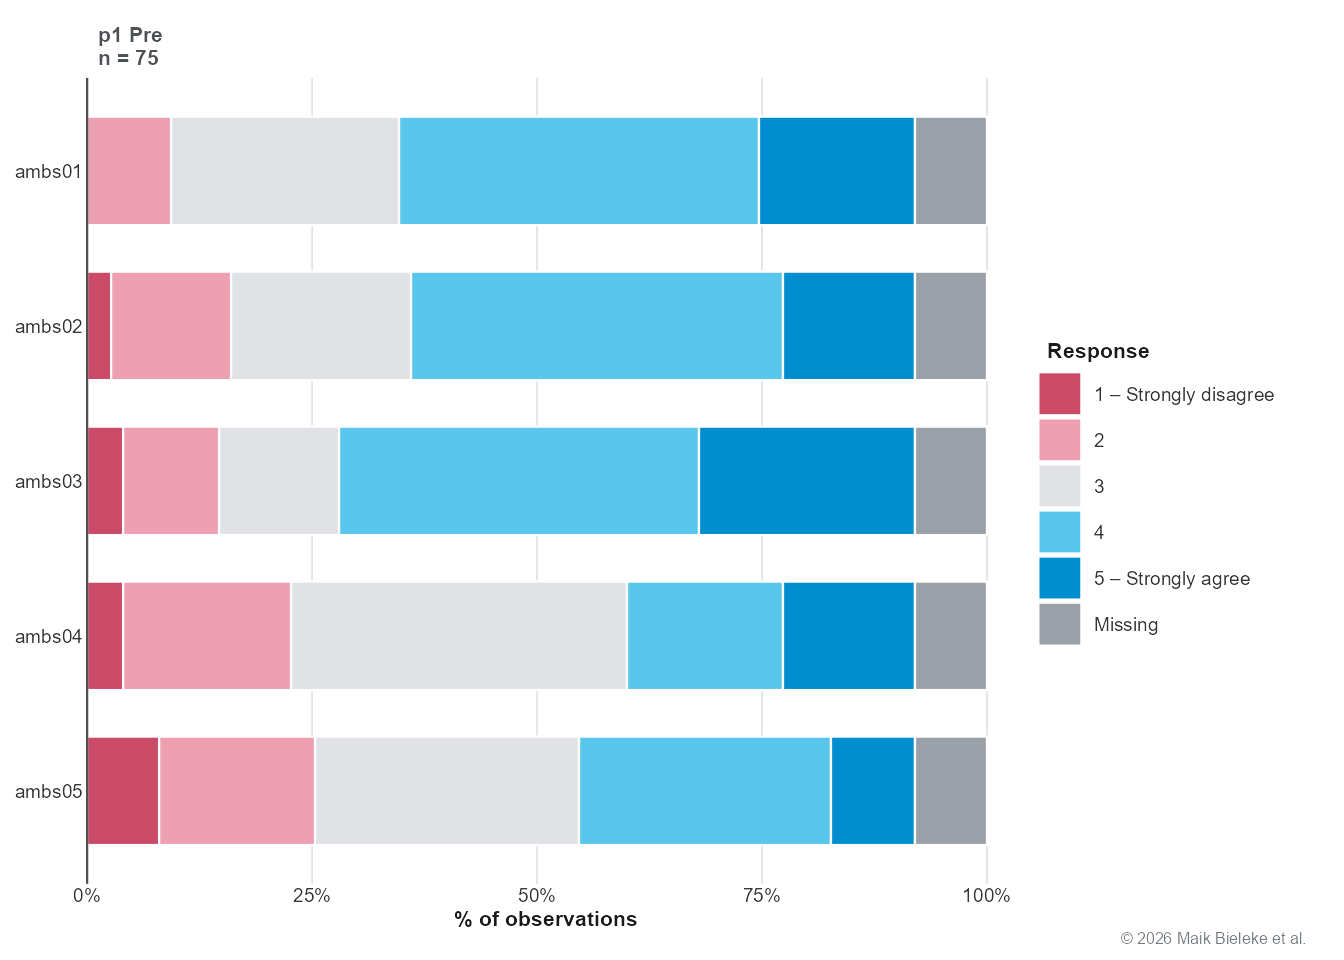 p1 Pre
n = 75
ambs01
ambs02
ambs03
ambs04
ambs05
0%
25%
50%
75%
100%
% of observations
Response
1 – Strongly disagree
2
3
4
5 – Strongly agree
Missing
© 2026 Maik Bieleke et al.